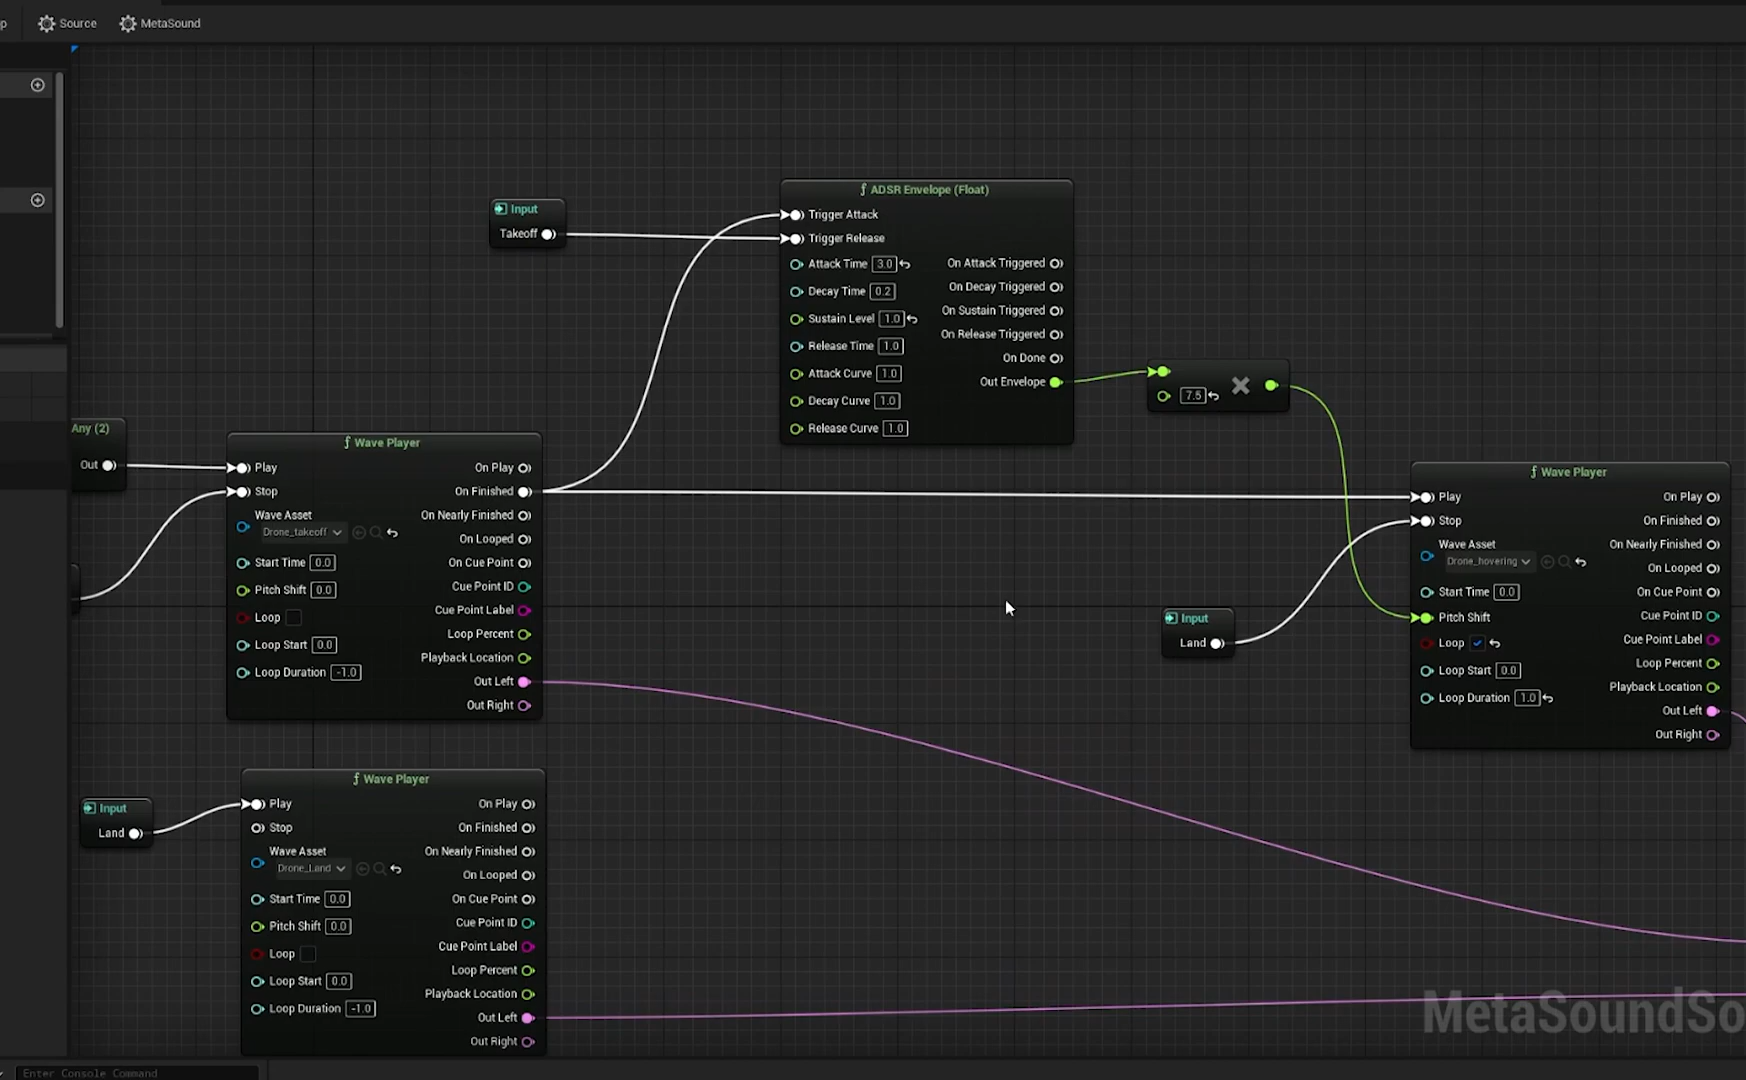 p
Source
MetaSound
Input
Takeoff
ADSR Envelope (Float)
Trigger Attack
Trigger Release
Attack Time 3.0
On Attack Triggered
Decay Time 0.2
On Decay Triggered
Sustain Level 1.0
On Sustain Triggered
Release Time 1.0
On Release Triggered
Attack Curve 1.0
On Done
Decay Curve 1.0
Out Envelope
Release Curve 1.0
7.5
Any (2)
Out
Wave Player
Play
On Play
Stop
On Finished
Wave Asset
On Nearly Finished
Drone_takeoff
On Looped
Start Time 0.0
On Cue Point
Pitch Shift 0.0
Cue Point ID
Loop
Cue Point Label
Loop Start 0.0
Loop Percent
Loop Duration -1.0
Playback Location
Out Left
Out Right
Input
Land
Wave Player
Play
On Play
Stop
On Finished
Wave Asset
On Nearly Finished
Drone_hovering
On Looped
Start Time 0.0
On Cue Point
Pitch Shift
Cue Point ID
Loop
Cue Point Label
Loop Start 0.0
Loop Percent
Loop Duration 1.0
Playback Location
Out Left
Out Right
Input
Land
Wave Player
Play
On Play
Stop
On Finished
Wave Asset
On Nearly Finished
Drone_Land
On Looped
Start Time 0.0
On Cue Point
Pitch Shift 0.0
Cue Point ID
Loop
Cue Point Label
Loop Start 0.0
Loop Percent
Loop Duration -1.0
Playback Location
Out Left
Out Right
MetaSoundSo
Enter Console Command